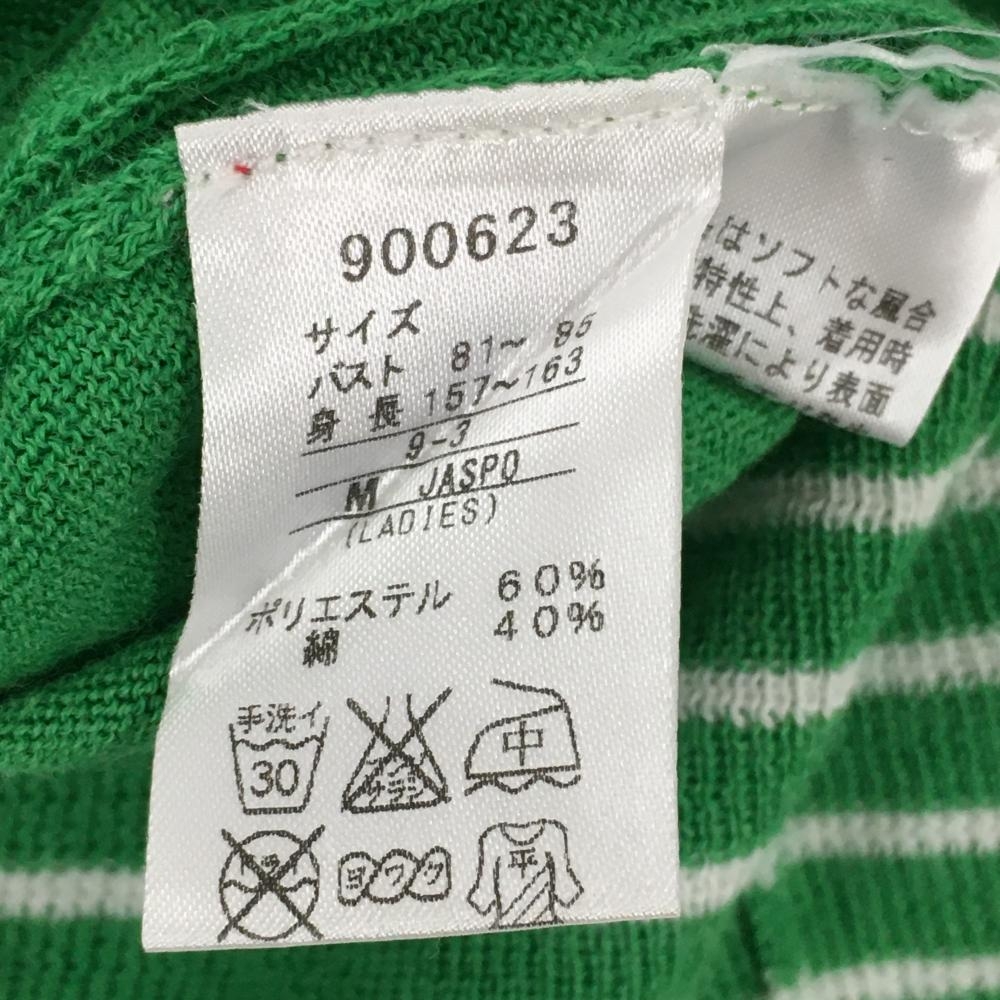 900623
サイズ
バスト 81～ 85
身 長 157～163
9-3
M JASPO
(LADIES)
ポリエステル 60%
綿 40%
手洗イ
30
中
ヨワク
平
はソフトな風合
特性上、着用時
洗濯により表面